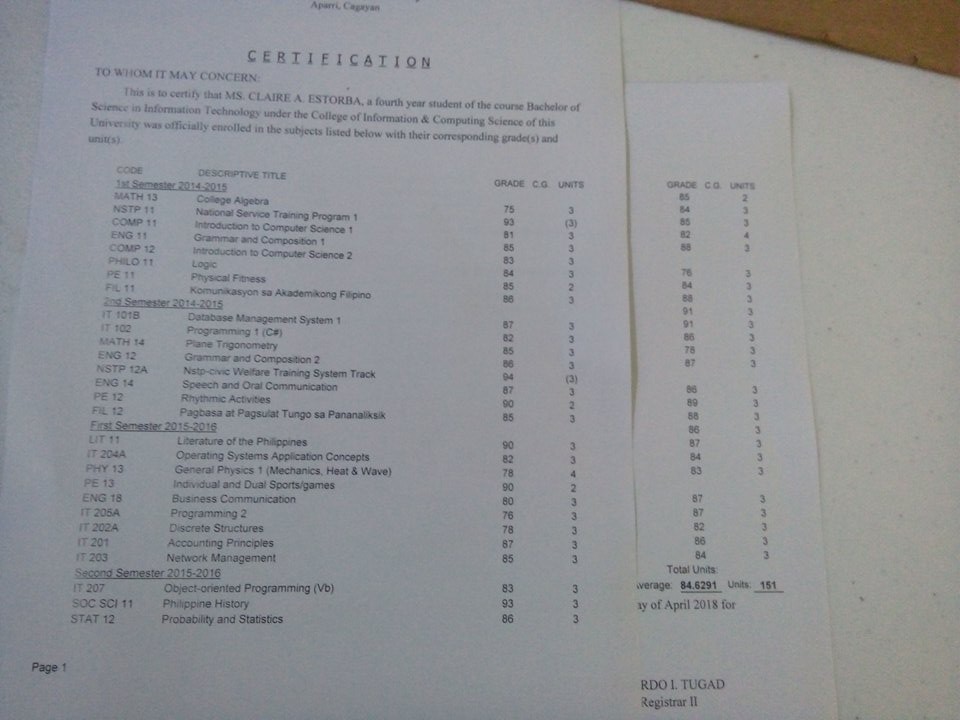 Aparri, Cagayan
CERTIFICATION
TO WHOM IT MAY CONCERN:
This is to certify that MS. CLAIRE A. ESTORBA, a fourth year student of the course Bachelor of
Science in Information Technology under the College of Information & Computing Science of this
University was officially enrolled in the subjects listed below with their corresponding grade(s) and
unit(s).
CODE DESCRIPTIVE TITLE GRADE C.G. UNITS
1st Semester 2014-2015
MATH 13 College Algebra 75 3
NSTP 11 National Service Training Program 1 93 (3)
COMP 11 Introduction to Computer Science 1 81 3
ENG 11 Grammar and Composition 1 85 3
COMP 12 Introduction to Computer Science 2 83 3
PHILO 11 Logic 84 3
PE 11 Physical Fitness 85 2
FIL 11 Komunikasyon sa Akademikong Filipino 86 3
2nd Semester 2014-2015
IT 101B Database Management System 1 87 3
IT 102 Programming 1 (C#) 82 3
MATH 14 Plane Trigonometry 85 3
ENG 12 Grammar and Composition 2 86 3
NSTP 12A Nstp-civic Welfare Training System Track 94 (3)
ENG 14 Speech and Oral Communication 87 3
PE 12 Rhythmic Activities 90 2
FIL 12 Pagbasa at Pagsulat Tungo sa Pananaliksik 85 3
First Semester 2015-2016
LIT 11 Literature of the Philippines 90 3
IT 204A Operating Systems Application Concepts 82 3
PHY 13 General Physics 1 (Mechanics, Heat & Wave) 78 4
PE 13 Individual and Dual Sports/games 90 2
ENG 18 Business Communication 80 3
IT 205A Programming 2 76 3
IT 202A Discrete Structures 78 3
IT 201 Accounting Principles 87 3
IT 203 Network Management 85 3
Second Semester 2015-2016
IT 207 Object-oriented Programming (Vb) 83 3
SOC SCI 11 Philippine History 93 3
STAT 12 Probability and Statistics 86 3
Page 1
GRADE C.G. UNITS
85 2
84 3
85 3
82 4
88 3
76 3
84 3
88 3
91 3
91 3
86 3
78 3
87 3
86 3
89 3
88 3
86 3
87 3
84 3
83 3
87 3
87 3
82 3
86 3
84 3
Total Units:
verage: 84.6291 Units: 151
ay of April 2018 for
RDO I. TUGAD
Registrar II